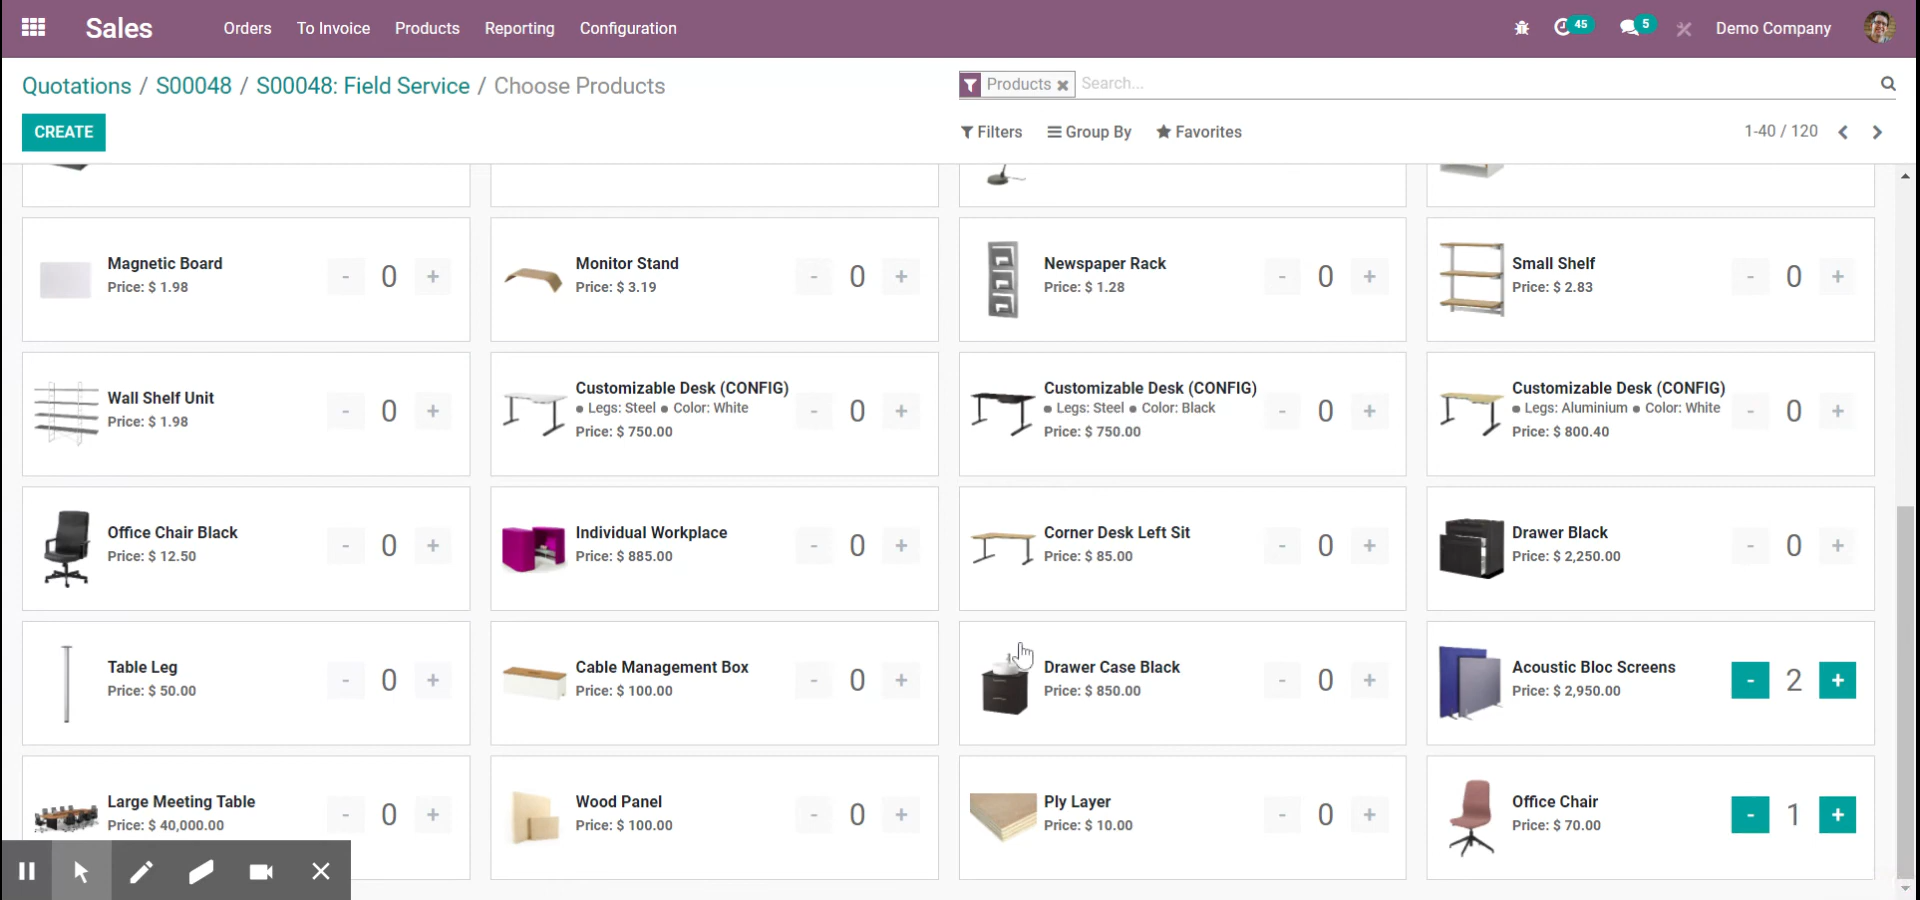 Sales Orders To Invoice Products Reporting Configuration 45 5 Demo Company
Quotations / S00048 / S00048: Field Service / Choose Products
Products Search...
CREATE
Filters Group By Favorites 1-40 / 120
Magnetic Board
Price: $ 1.98
- 0 +
Monitor Stand
Price: $ 3.19
- 0 +
Newspaper Rack
Price: $ 1.28
- 0 +
Small Shelf
Price: $ 2.83
- 0 +
Wall Shelf Unit
Price: $ 1.98
- 0 +
Customizable Desk (CONFIG)
● Legs: Steel ● Color: White
Price: $ 750.00
- 0 +
Customizable Desk (CONFIG)
● Legs: Steel ● Color: Black
Price: $ 750.00
- 0 +
Customizable Desk (CONFIG)
● Legs: Aluminium ● Color: White
Price: $ 800.40
- 0 +
Office Chair Black
Price: $ 12.50
- 0 +
Individual Workplace
Price: $ 885.00
- 0 +
Corner Desk Left Sit
Price: $ 85.00
- 0 +
Drawer Black
Price: $ 2,250.00
- 0 +
Table Leg
Price: $ 50.00
- 0 +
Cable Management Box
Price: $ 100.00
- 0 +
Drawer Case Black
Price: $ 850.00
- 0 +
Acoustic Bloc Screens
Price: $ 2,950.00
- 2 +
Large Meeting Table
Price: $ 40,000.00
- 0 +
Wood Panel
Price: $ 100.00
- 0 +
Ply Layer
Price: $ 10.00
- 0 +
Office Chair
Price: $ 70.00
- 1 +